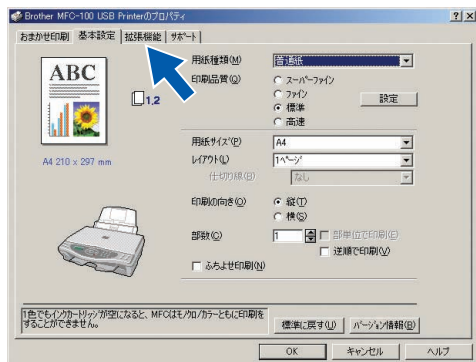 Brother MFC-100 USB Printerのプロパティ
? ×
おまかせ印刷 基本設定 拡張機能 サポート
ABC
1,2
A4 210 x 297 mm
用紙種類(M) 普通紙
印刷品質(Q) スーパーファイン
ファイン
標準
高速
設定
用紙サイズ(P) A4
レイアウト(L) 1ページ
仕切り線(B) なし
印刷の向き(O) 縦(T)
横(S)
部数(C) 1 部単位で印刷(E)
逆順で印刷(V)
ふちよせ印刷(N)
1色でもインクカートリッジが空になると、MFCはモノクロ/カラーともに印刷を
することができません。
標準に戻す(U) バージョン情報(R)
OK キャンセル ヘルプ